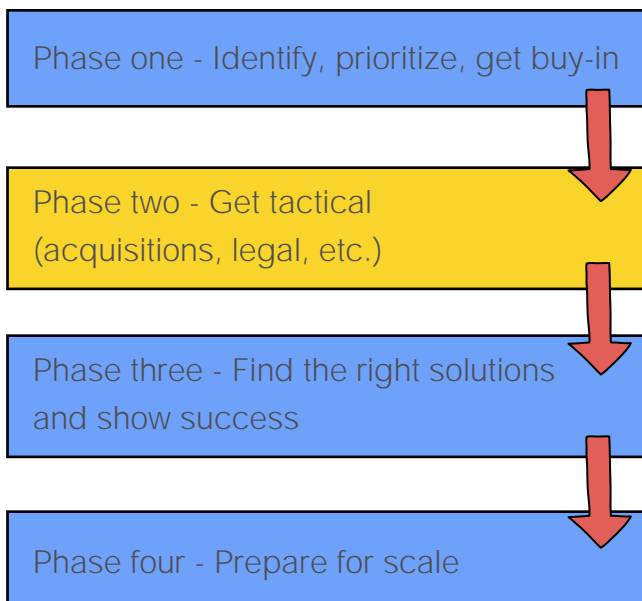 Phase one - Identify, prioritize, get buy-in
Phase two - Get tactical
(acquisitions, legal, etc.)
Phase three - Find the right solutions
and show success
Phase four - Prepare for scale